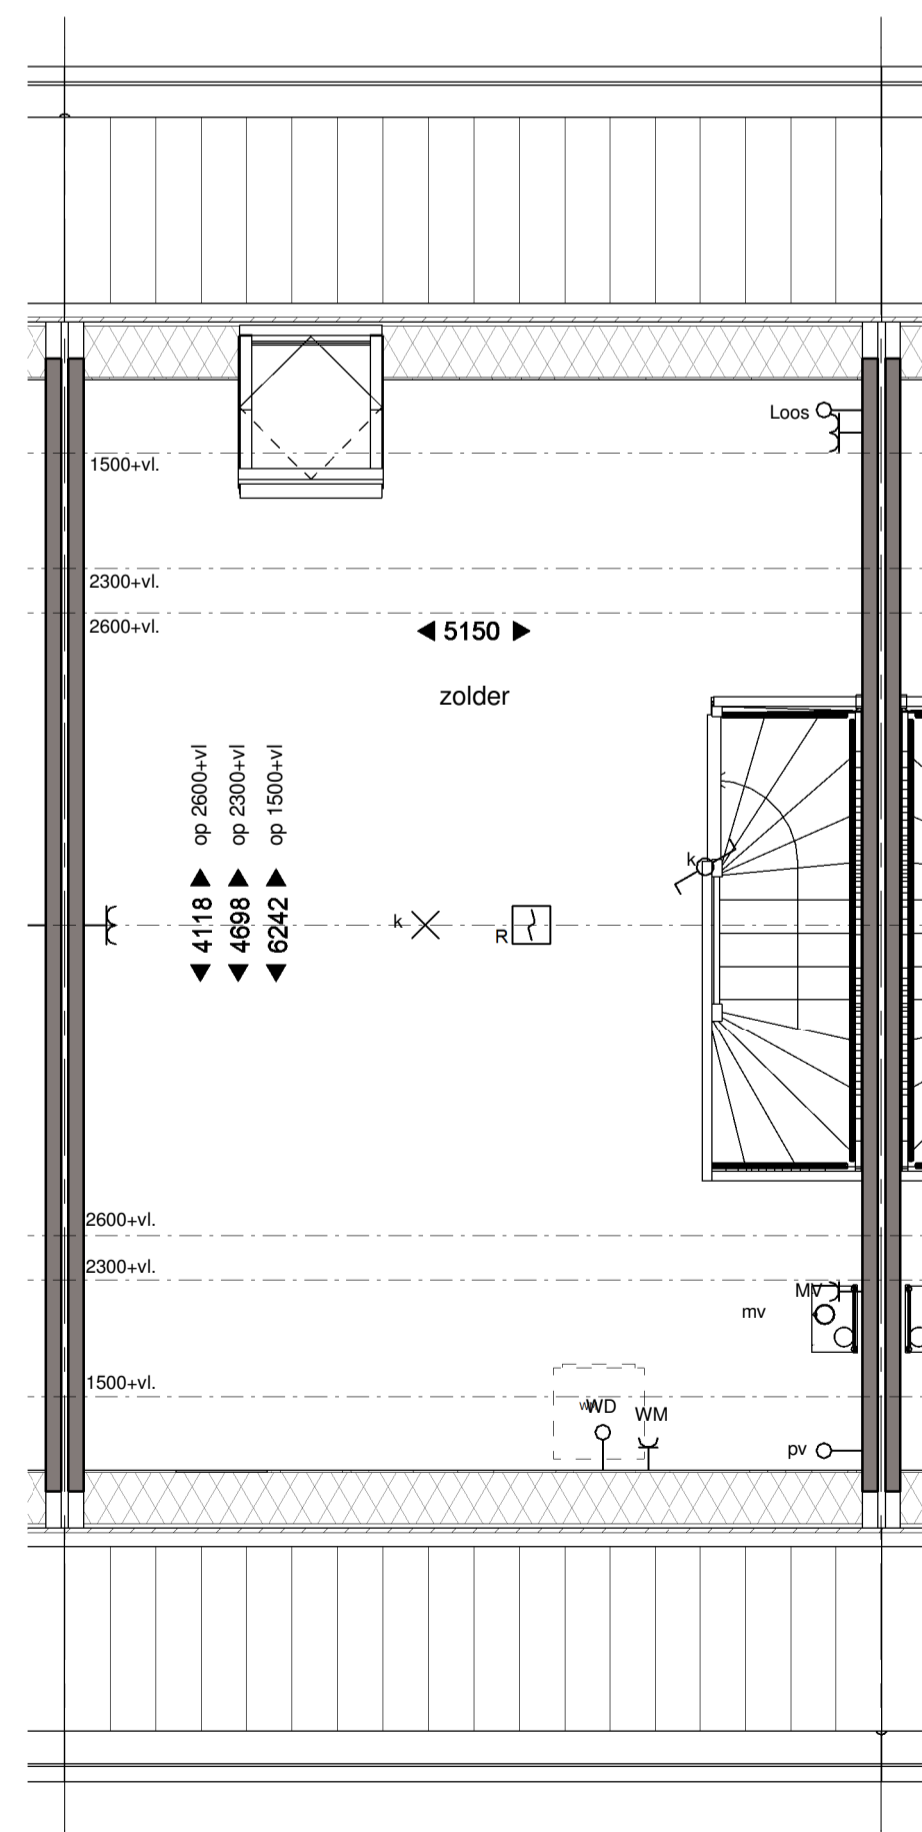 Loos
1500+vl.
2300+vl.
2600+vl.
5150
zolder
op 2600+vl
op 2300+vl
op 1500+vl
4118
4698
6242
k
k
R
2600+vl.
2300+vl.
MV
mv
1500+vl.
WD
WM
pv